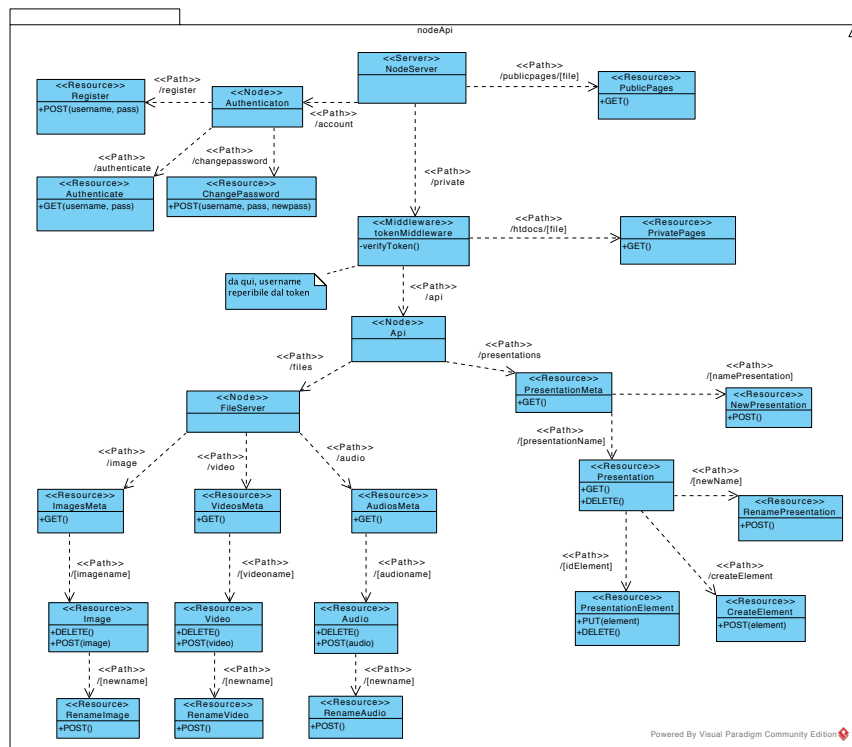 nodeApi
<<Server>>
NodeServer
<<Path>>
/publicpages/[file]
<<Resource>>
PublicPages
+GET()
<<Path>>
/account
<<Node>>
Authenticaton
<<Path>>
/register
<<Resource>>
Register
+POST(username, pass)
<<Path>>
/authenticate
<<Path>>
/changepassword
<<Resource>>
Authenticate
+GET(username, pass)
<<Resource>>
ChangePassword
+POST(username, pass, newpass)
<<Path>>
/private
<<Middleware>>
tokenMiddleware
-verifyToken()
<<Path>>
/htdocs/[file]
<<Resource>>
PrivatePages
+GET()
da qui, username
reperibile dal token
<<Path>>
/api
<<Node>>
Api
<<Path>>
/files
<<Path>>
/presentations
<<Node>>
FileServer
<<Resource>>
PresentationMeta
+GET()
<<Path>>
/[namePresentation]
<<Resource>>
NewPresentation
+POST()
<<Path>>
/image
<<Path>>
/video
<<Path>>
/audio
<<Path>>
/[presentationName]
<<Resource>>
ImagesMeta
+GET()
<<Resource>>
VideosMeta
+GET()
<<Resource>>
AudiosMeta
+GET()
<<Resource>>
Presentation
+GET()
+DELETE()
<<Path>>
/[newName]
<<Resource>>
RenamePresentation
+POST()
<<Path>>
/[imagename]
<<Path>>
/[videoname]
<<Path>>
/[audioname]
<<Path>>
/[idElement]
<<Path>>
/createElement
<<Resource>>
Image
+DELETE()
+POST(image)
<<Resource>>
Video
+DELETE()
+POST(video)
<<Resource>>
Audio
+DELETE()
+POST(audio)
<<Resource>>
PresentationElement
+PUT(element)
+DELETE()
<<Resource>>
CreateElement
+POST(element)
<<Path>>
/[newname]
<<Path>>
/[newname]
<<Path>>
/[newname]
<<Resource>>
RenameImage
+POST()
<<Resource>>
RenameVideo
+POST()
<<Resource>>
RenameAudio
+POST()
Powered By Visual Paradigm Community Edition